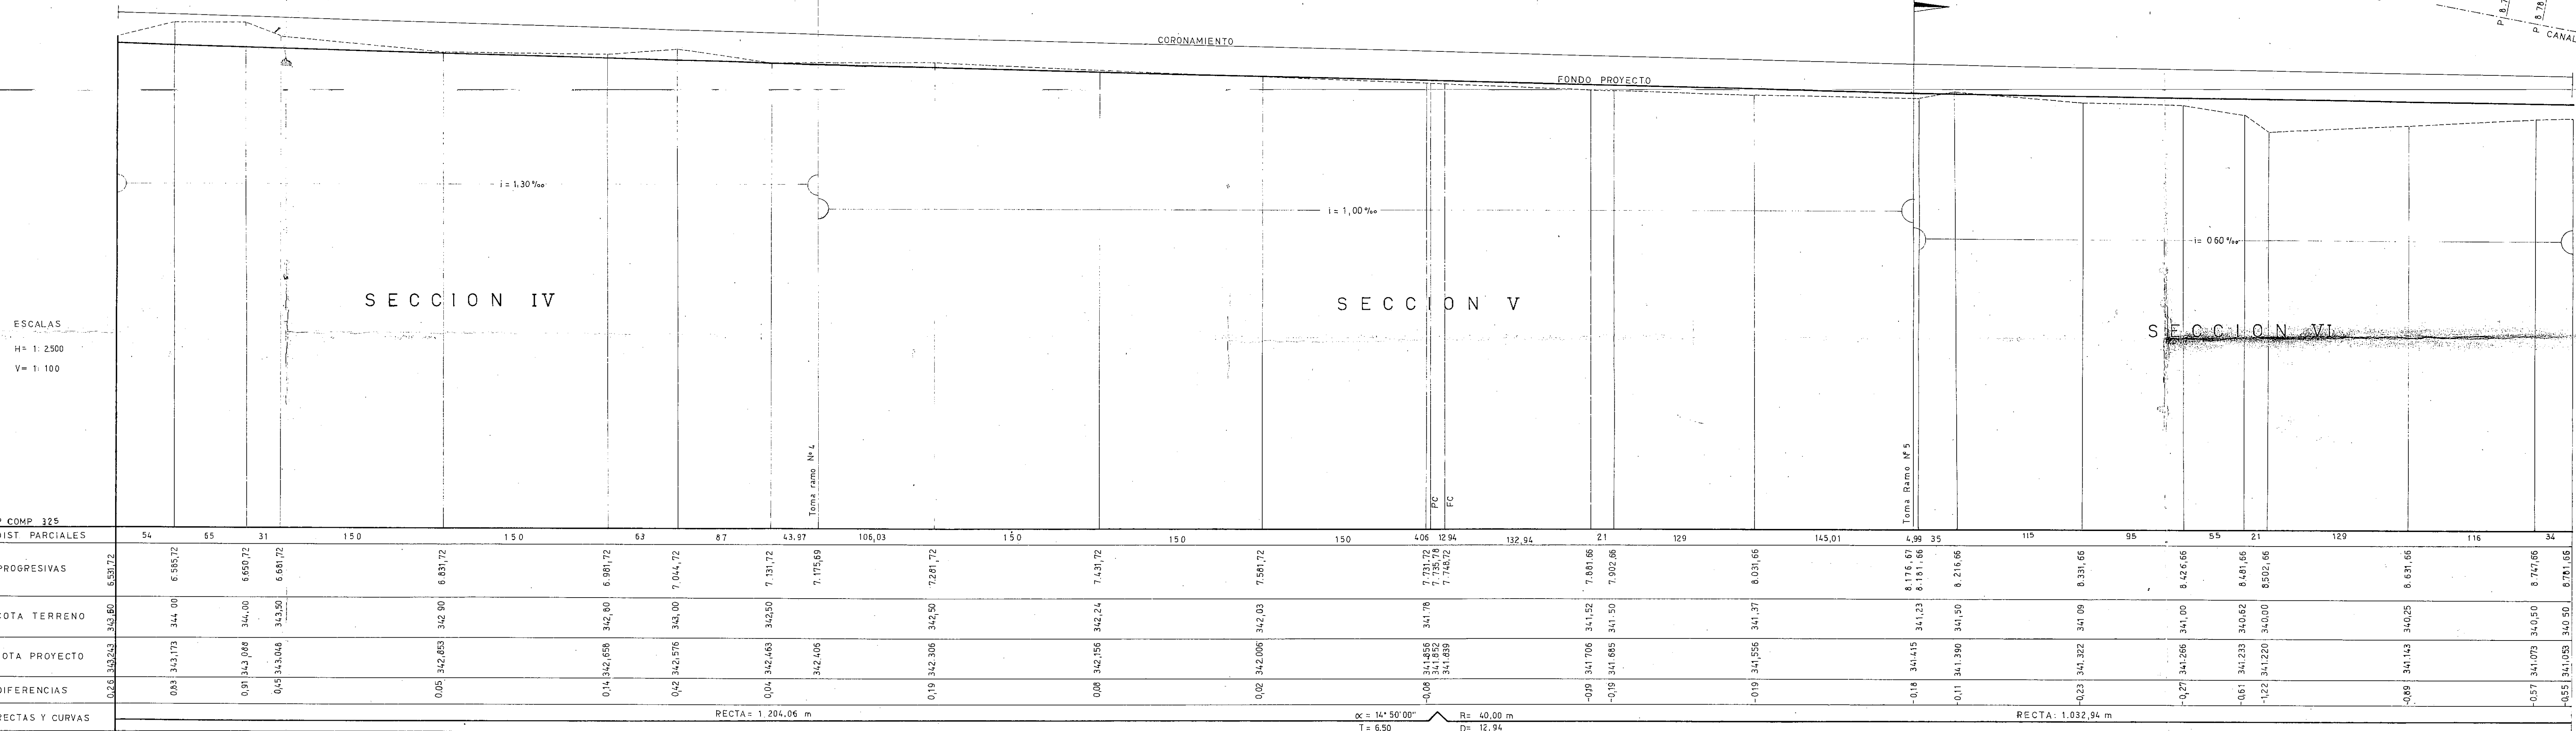 P. 8.7
P. 8.78
CANAL
CORONAMIENTO
FONDO PROYECTO
i = 1,30 ‰
i = 1,00 ‰
i= 0 60 ‰
SECCION IV
SECCION V
SECCION VI
ESCALAS
H= 1: 2.500
V= 1: 100
Toma ramo Nº 4
PC
FC
Toma Ramo Nº 5
COMP 325
DIST PARCIALES 54 65 31 150 150 63 87 43.97 106,03 150 150 150 4 06 12 94 132,94 21 129 145,01 4,99 35 115 95 55 21 129 116 34
PROGRESIVAS 6.531,72 6.585,72 6.650,72 6.681,72 6.831,72 6.981,72 7.044,72 7.131,72 7.175,69 7.281,72 7.431,72 7.581,72 7.731,72 7.735,78 7.748,72 7.881.66 7.902,66 8.031,66 8.176,67 8.181,66 8.216,66 8.331,66 8.426,66 8.481,66 8.502,66 8.631,66 8.747,66 8.781,66
COTA TERRENO 343,50 344 00 344,00 343,50 342 90 342,80 343,00 342,50 342,50 342,24 342,03 341.78 341,52 341.50 341.37 341,23 341,50 341 09 341,00 340,62 340,00 340,25 340,50 340 50
COTA PROYECTO 343,243 343,173 343,088 343,046 342,853 342,658 342,576 342,463 342.406 342.306 342,156 342.006 341.856 341.852 341.839 341 706 341.685 341,556 341.415 341.390 341.322 341.266 341.233 341.220 341.143 341.073 341.053
DIFERENCIAS 0,26 0,83 0,91 0,45 0.05 0,14 0,42 0,04 0,19 0,08 0,02 -0,08 -0,19 -0,19 -0,19 0,18 -0,11 -0,23 -0,27 -0,61 -1,22 -0,89 -0,57 -0,55
RECTAS Y CURVAS RECTA= 1.204.06 m
α = 14° 50'00" R= 40,00 m
T = 6.50 D= 12.94
RECTA: 1.032,94 m